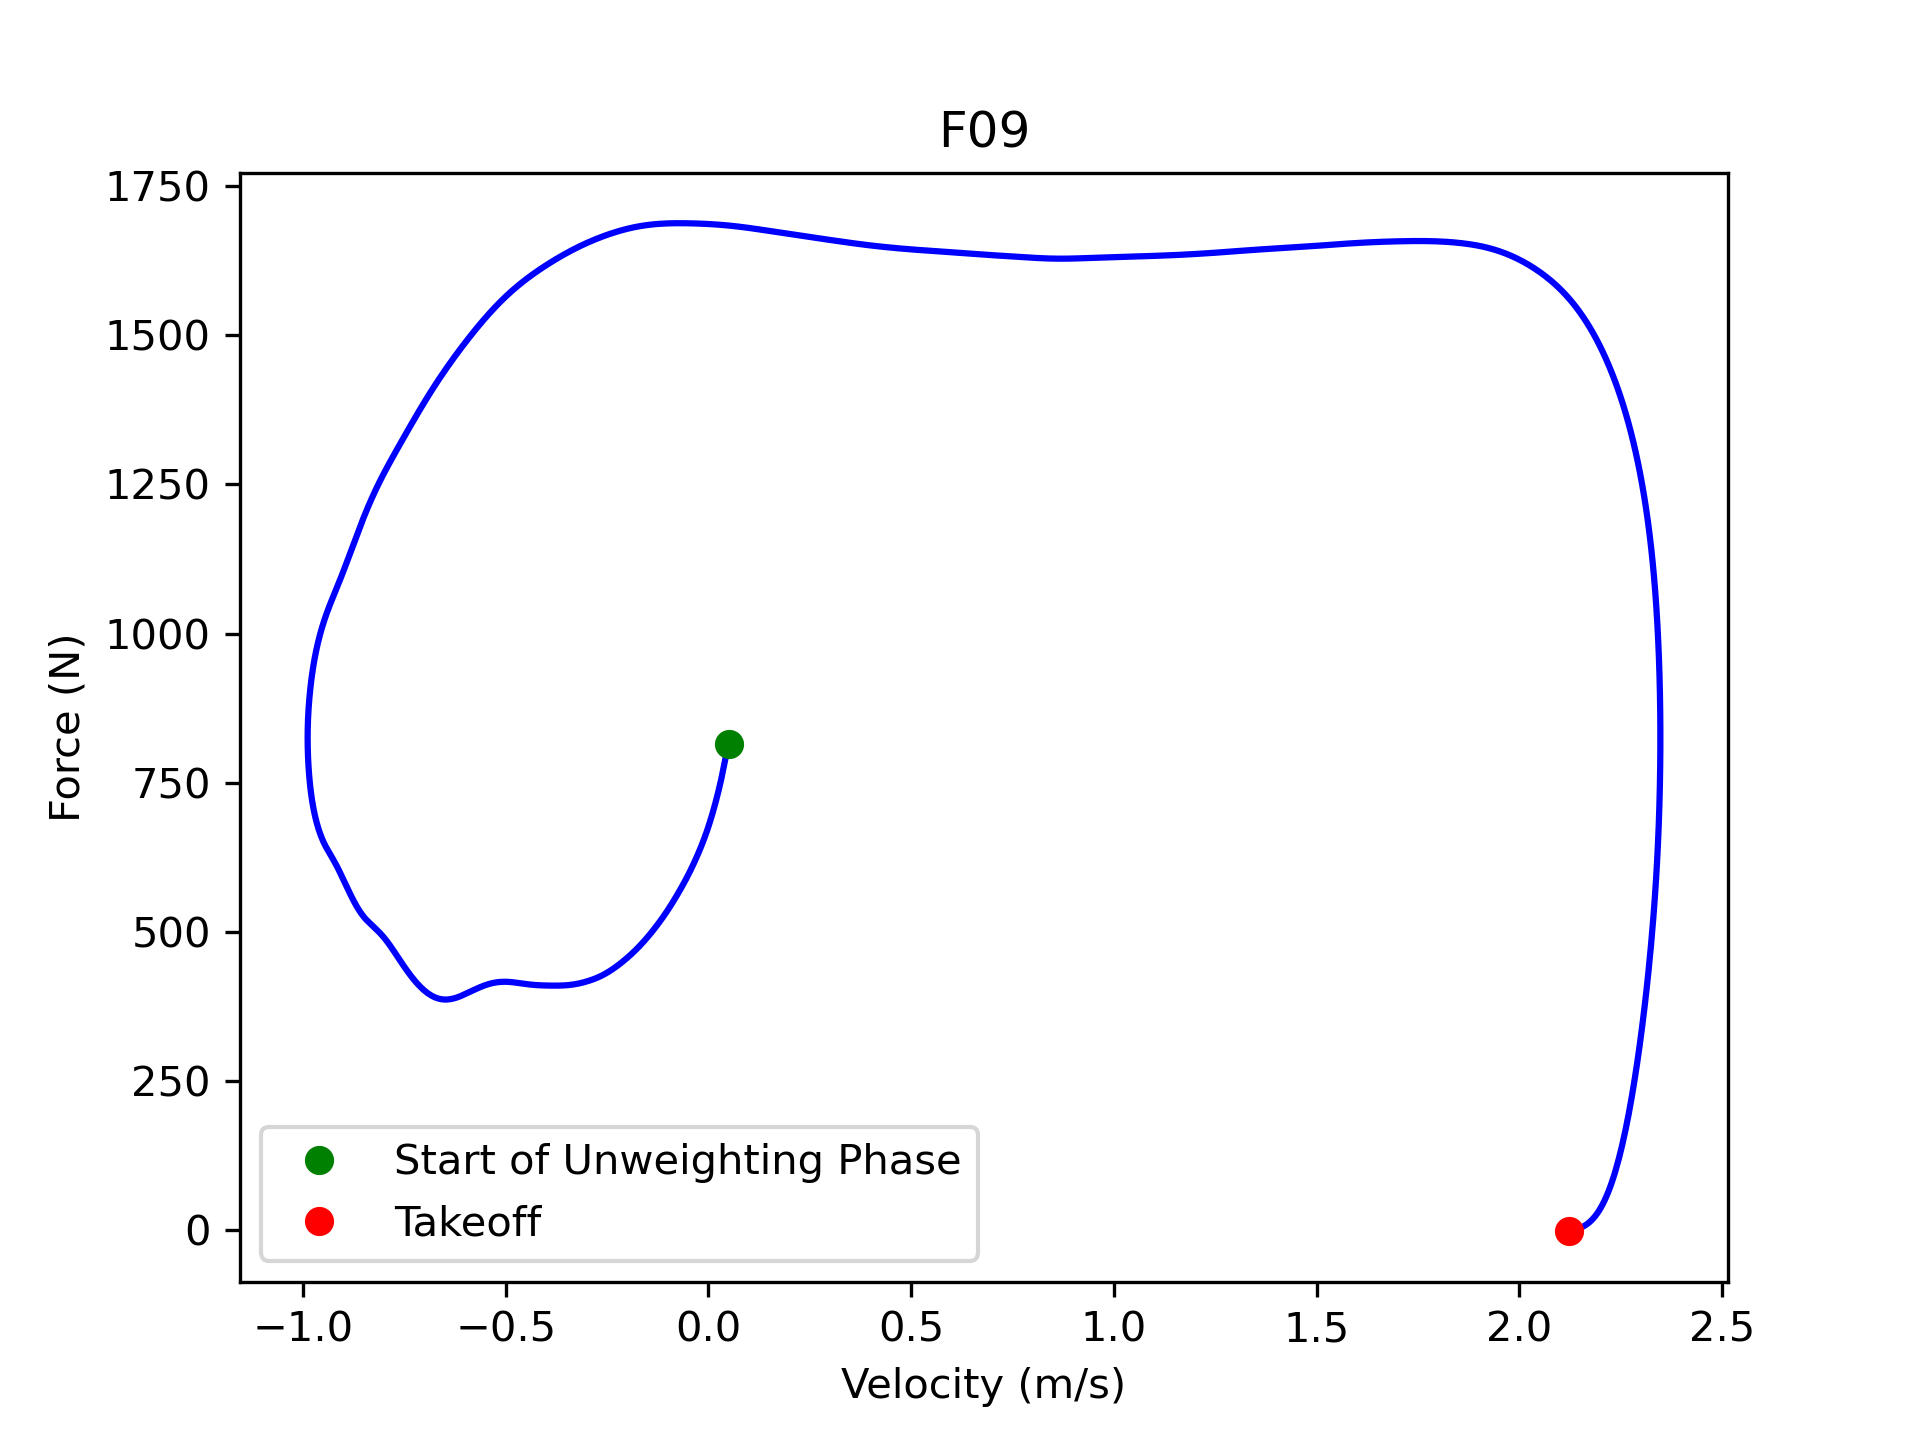 F09
1750
1500
1250
1000
750
500
250
0
Force (N)
Start of Unweighting Phase
Takeoff
−1.0 −0.5 0.0 0.5 1.0 1.5 2.0 2.5
Velocity (m/s)